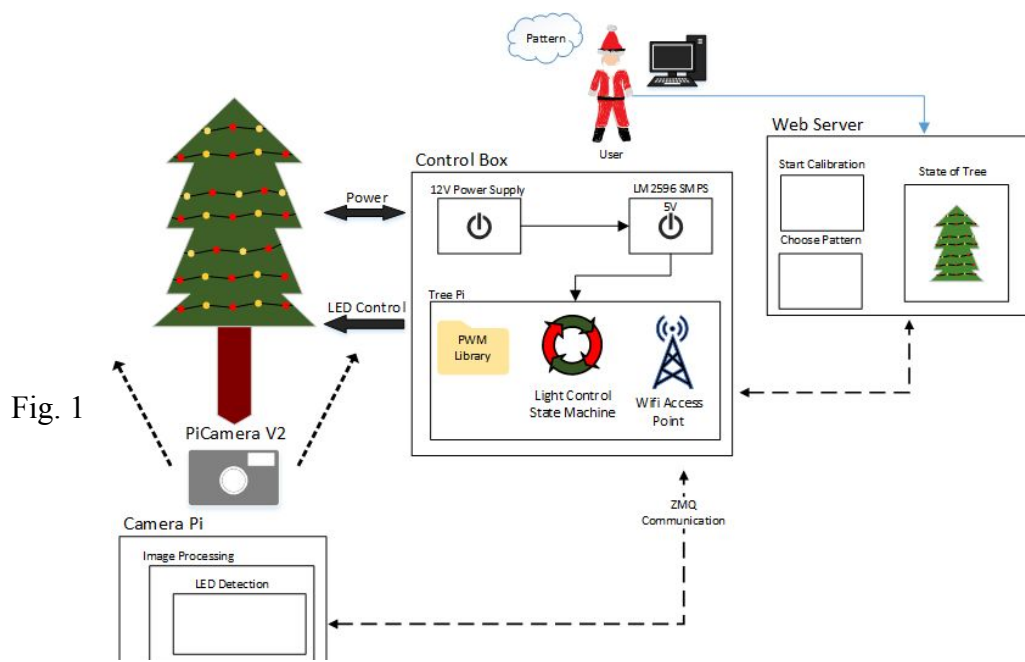 Pattern
User
Web Server
Start Calibration
State of Tree
Choose Pattern
Control Box
12V Power Supply
LM2596 SMPS
5V
Power
LED Control
Tree Pi
PWM
Library
Light Control
State Machine
Wifi Access
Point
Fig. 1
PiCamera V2
ZMQ
Communication
Camera Pi
Image Processing
LED Detection